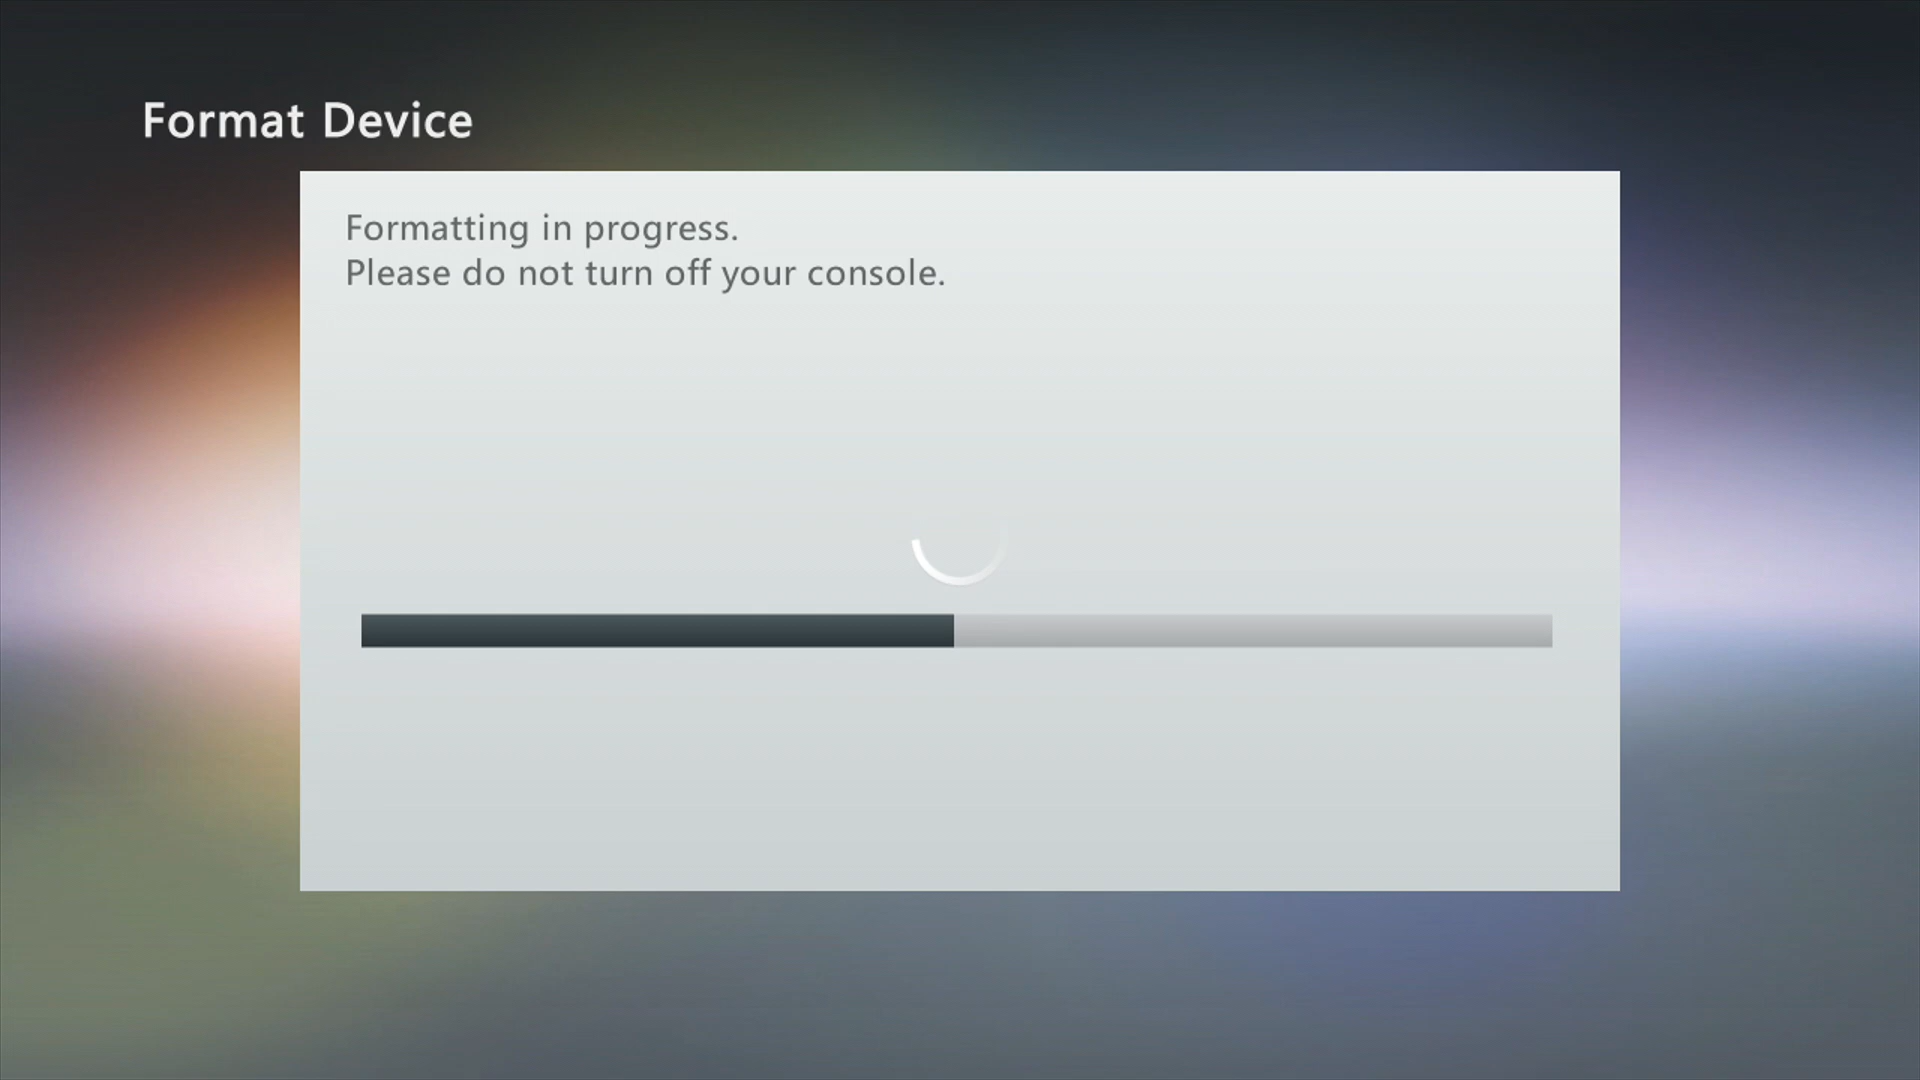 Format Device
Formatting in progress.
Please do not turn off your console.